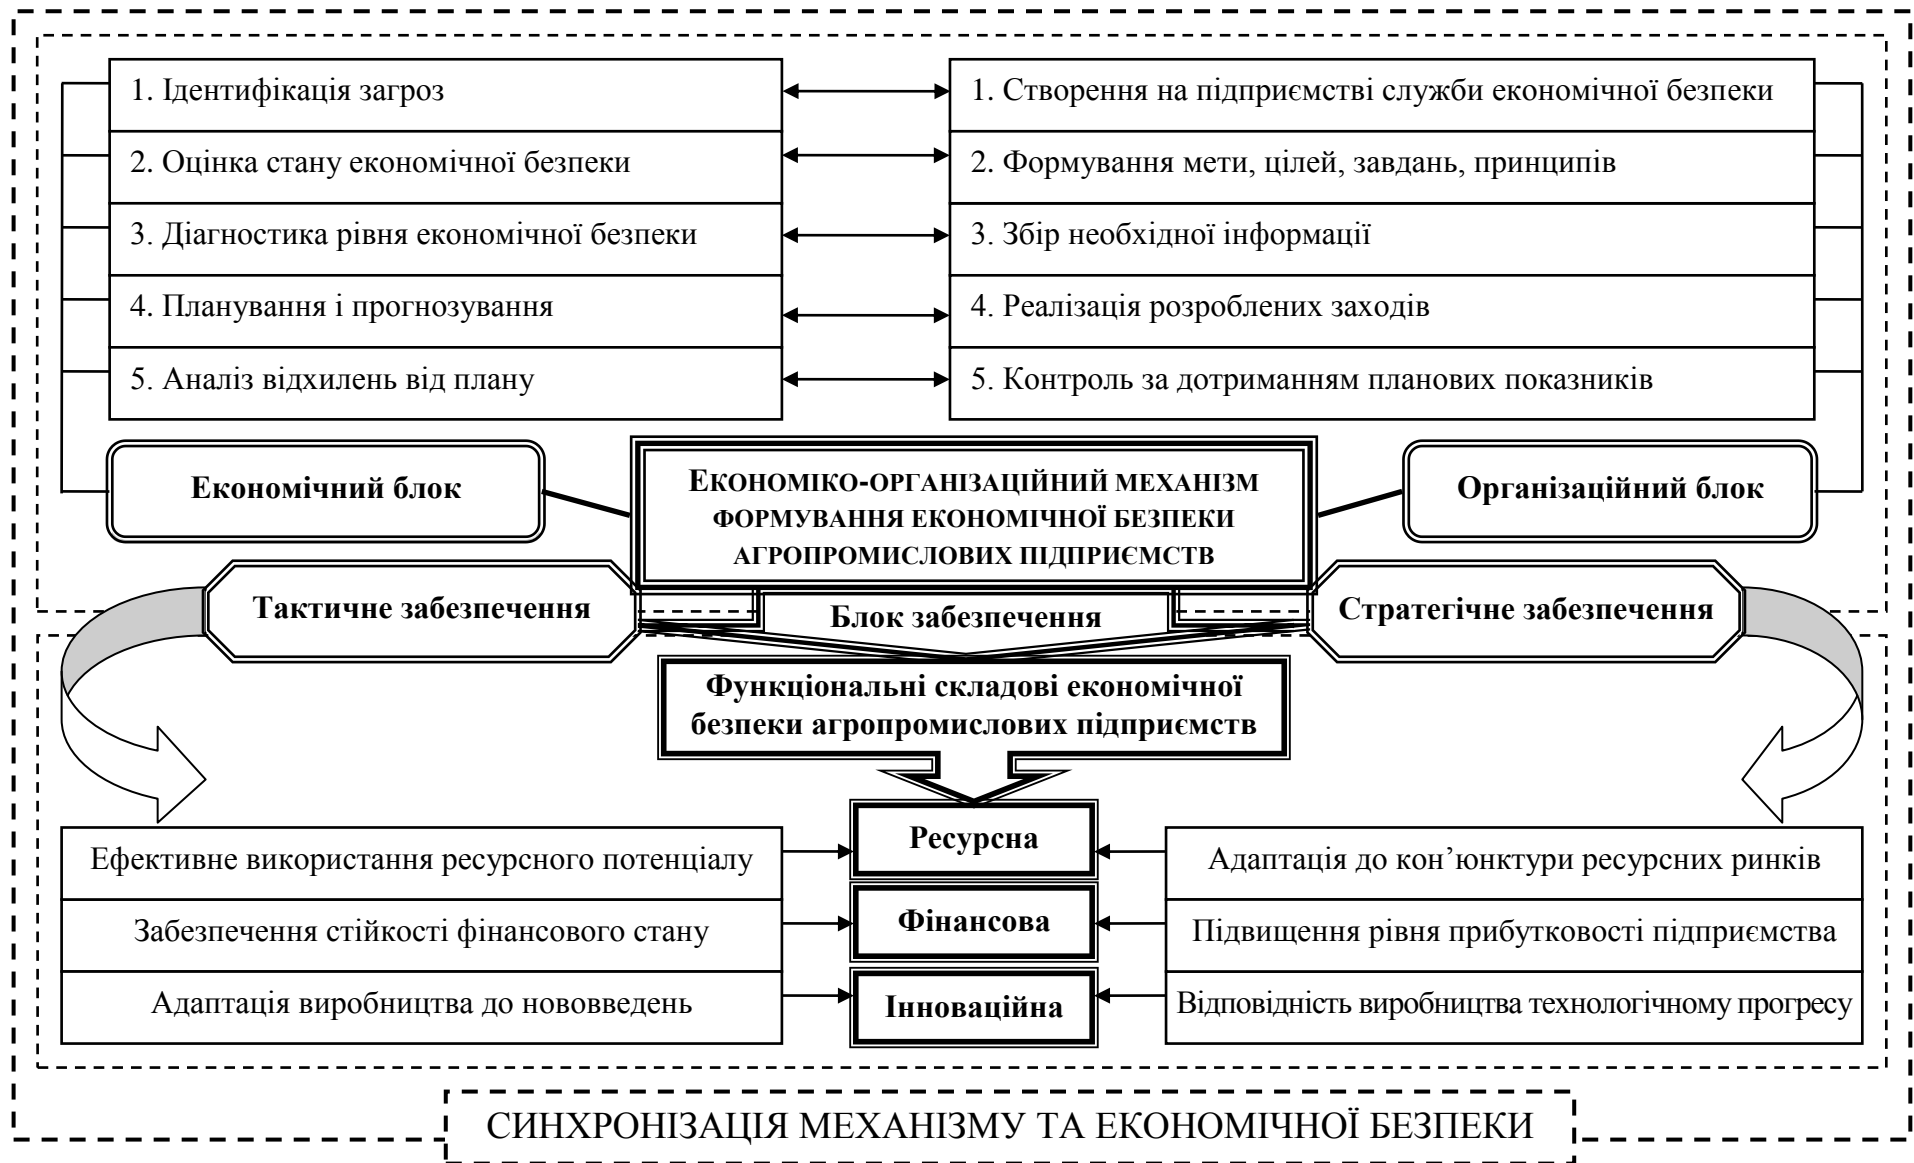 1. Ідентифікація загроз
1. Створення на підприємстві служби економічної безпеки
2. Оцінка стану економічної безпеки
2. Формування мети, цілей, завдань, принципів
3. Діагностика рівня економічної безпеки
3. Збір необхідної інформації
4. Планування і прогнозування
4. Реалізація розроблених заходів
5. Аналіз відхилень від плану
5. Контроль за дотриманням планових показників
Економічний блок
ЕКОНОМІКО-ОРГАНІЗАЦІЙНИЙ МЕХАНІЗМ
ФОРМУВАННЯ ЕКОНОМІЧНОЇ БЕЗПЕКИ
АГРОПРОМИСЛОВИХ ПІДПРИЄМСТВ
Організаційний блок
Тактичне забезпечення
Блок забезпечення
Стратегічне забезпечення
Функціональні складові економічної
безпеки агропромислових підприємств
Ресурсна
Ефективне використання ресурсного потенціалу
Адаптація до кон’юнктури ресурсних ринків
Забезпечення стійкості фінансового стану
Фінансова
Підвищення рівня прибутковості підприємства
Адаптація виробництва до нововведень
Інноваційна
Відповідність виробництва технологічному прогресу
СИНХРОНІЗАЦІЯ МЕХАНІЗМУ ТА ЕКОНОМІЧНОЇ БЕЗПЕКИ